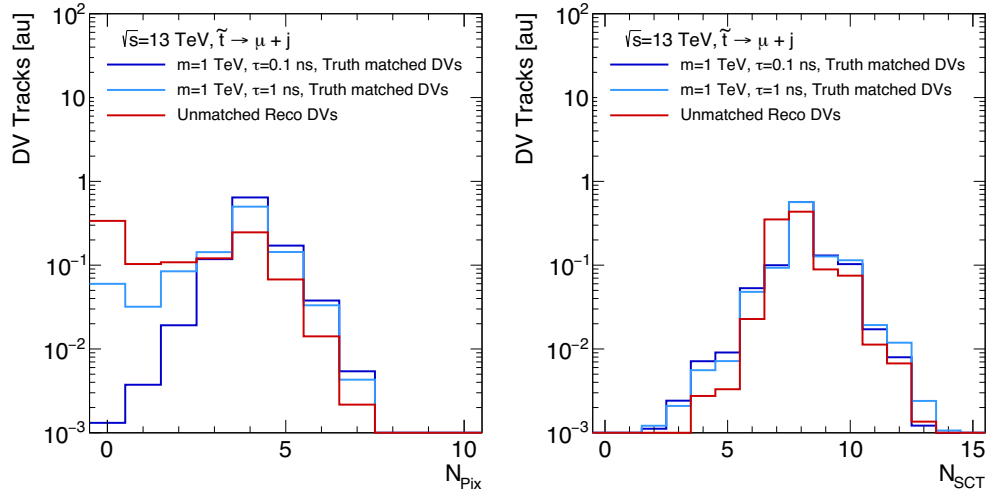 DV Tracks [au]
√s=13 TeV, t̃ → μ + j
m=1 TeV, τ=0.1 ns, Truth matched DVs
m=1 TeV, τ=1 ns, Truth matched DVs
Unmatched Reco DVs
10²
10
1
10⁻¹
10⁻²
10⁻³
0 5 10
N_Pix
DV Tracks [au]
√s=13 TeV, t̃ → μ + j
m=1 TeV, τ=0.1 ns, Truth matched DVs
m=1 TeV, τ=1 ns, Truth matched DVs
Unmatched Reco DVs
10²
10
1
10⁻¹
10⁻²
10⁻³
0 5 10 15
N_SCT